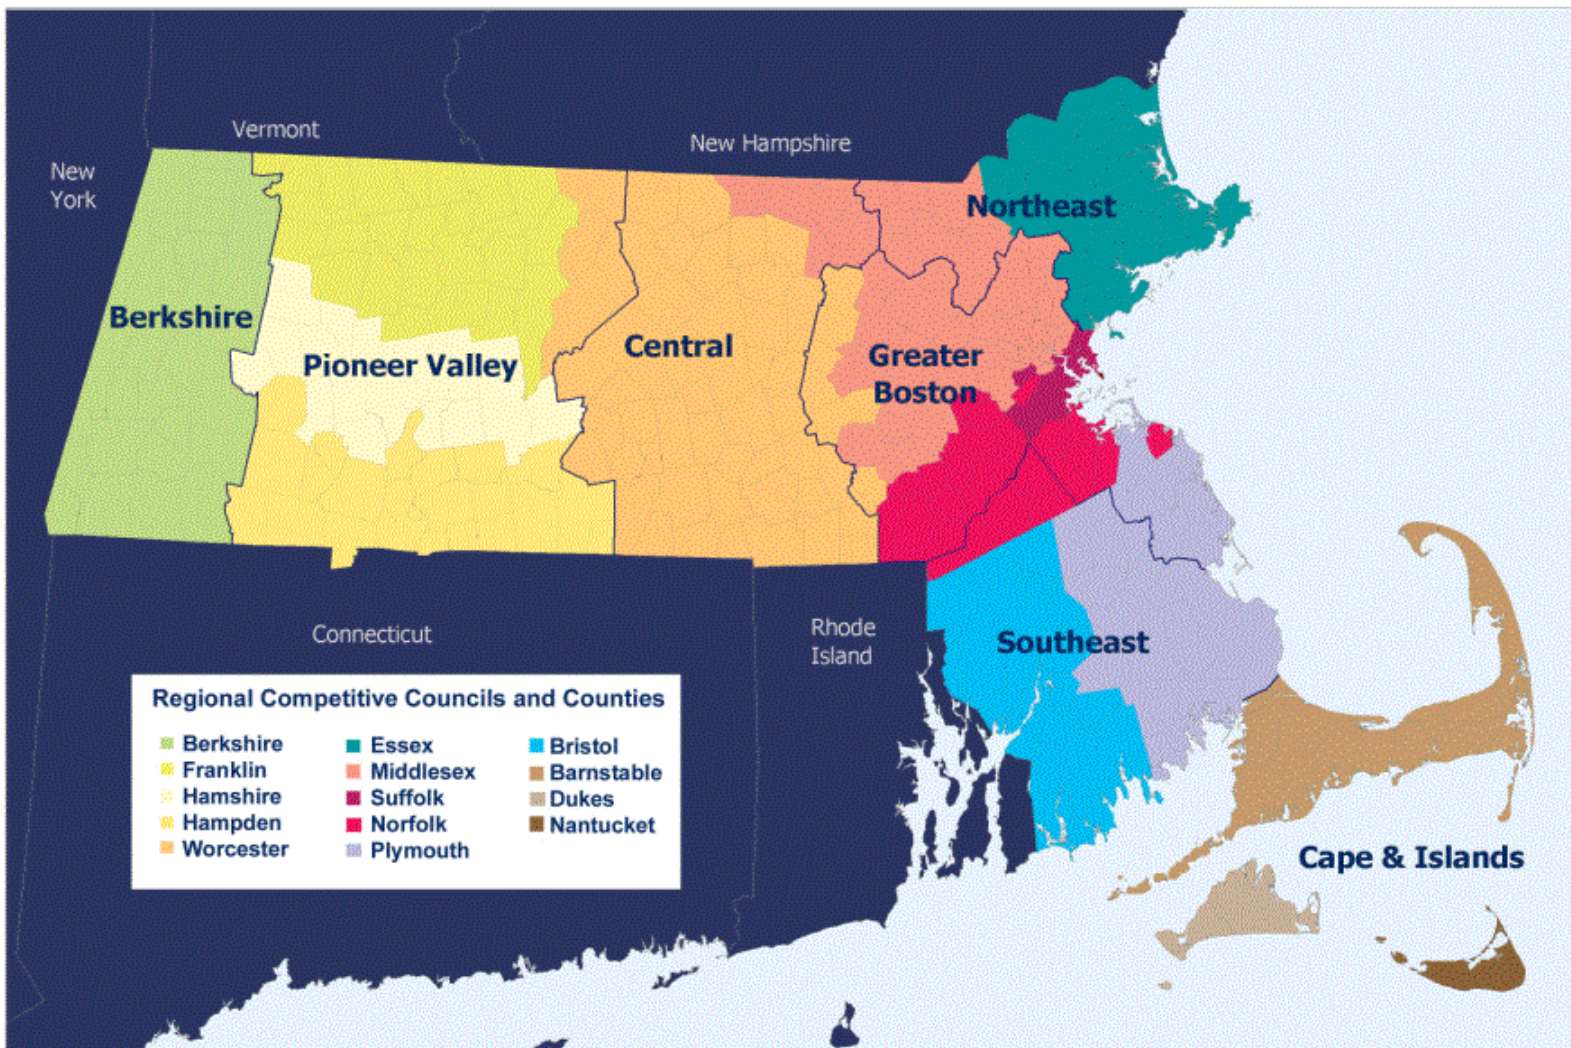 Vermont
New Hampshire
New
York
Northeast
Berkshire
Pioneer Valley
Central
Greater
Boston
Connecticut
Rhode
Island
Southeast
Cape & Islands
Regional Competitive Councils and Counties
Berkshire
Franklin
Hamshire
Hampden
Worcester
Essex
Middlesex
Suffolk
Norfolk
Plymouth
Bristol
Barnstable
Dukes
Nantucket